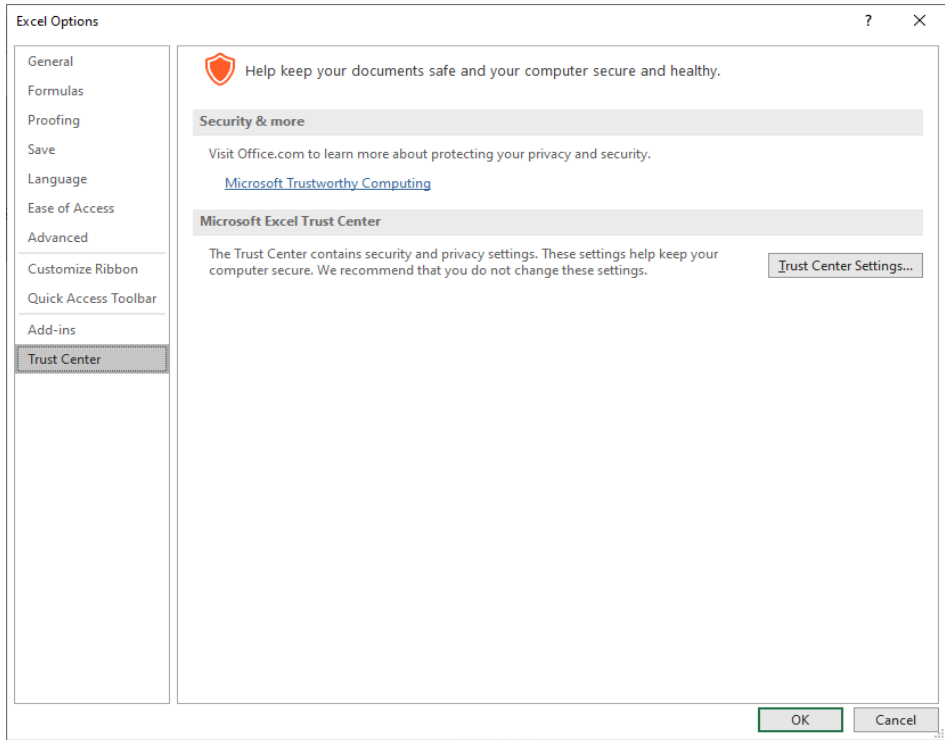 Excel Options
?
General
Formulas
Proofing
Save
Language
Ease of Access
Advanced
Customize Ribbon
Quick Access Toolbar
Add-ins
Trust Center
Help keep your documents safe and your computer secure and healthy.
Security & more
Visit Office.com to learn more about protecting your privacy and security.
Microsoft Trustworthy Computing
Microsoft Excel Trust Center
The Trust Center contains security and privacy settings. These settings help keep your
computer secure. We recommend that you do not change these settings.
Trust Center Settings...
OK
Cancel